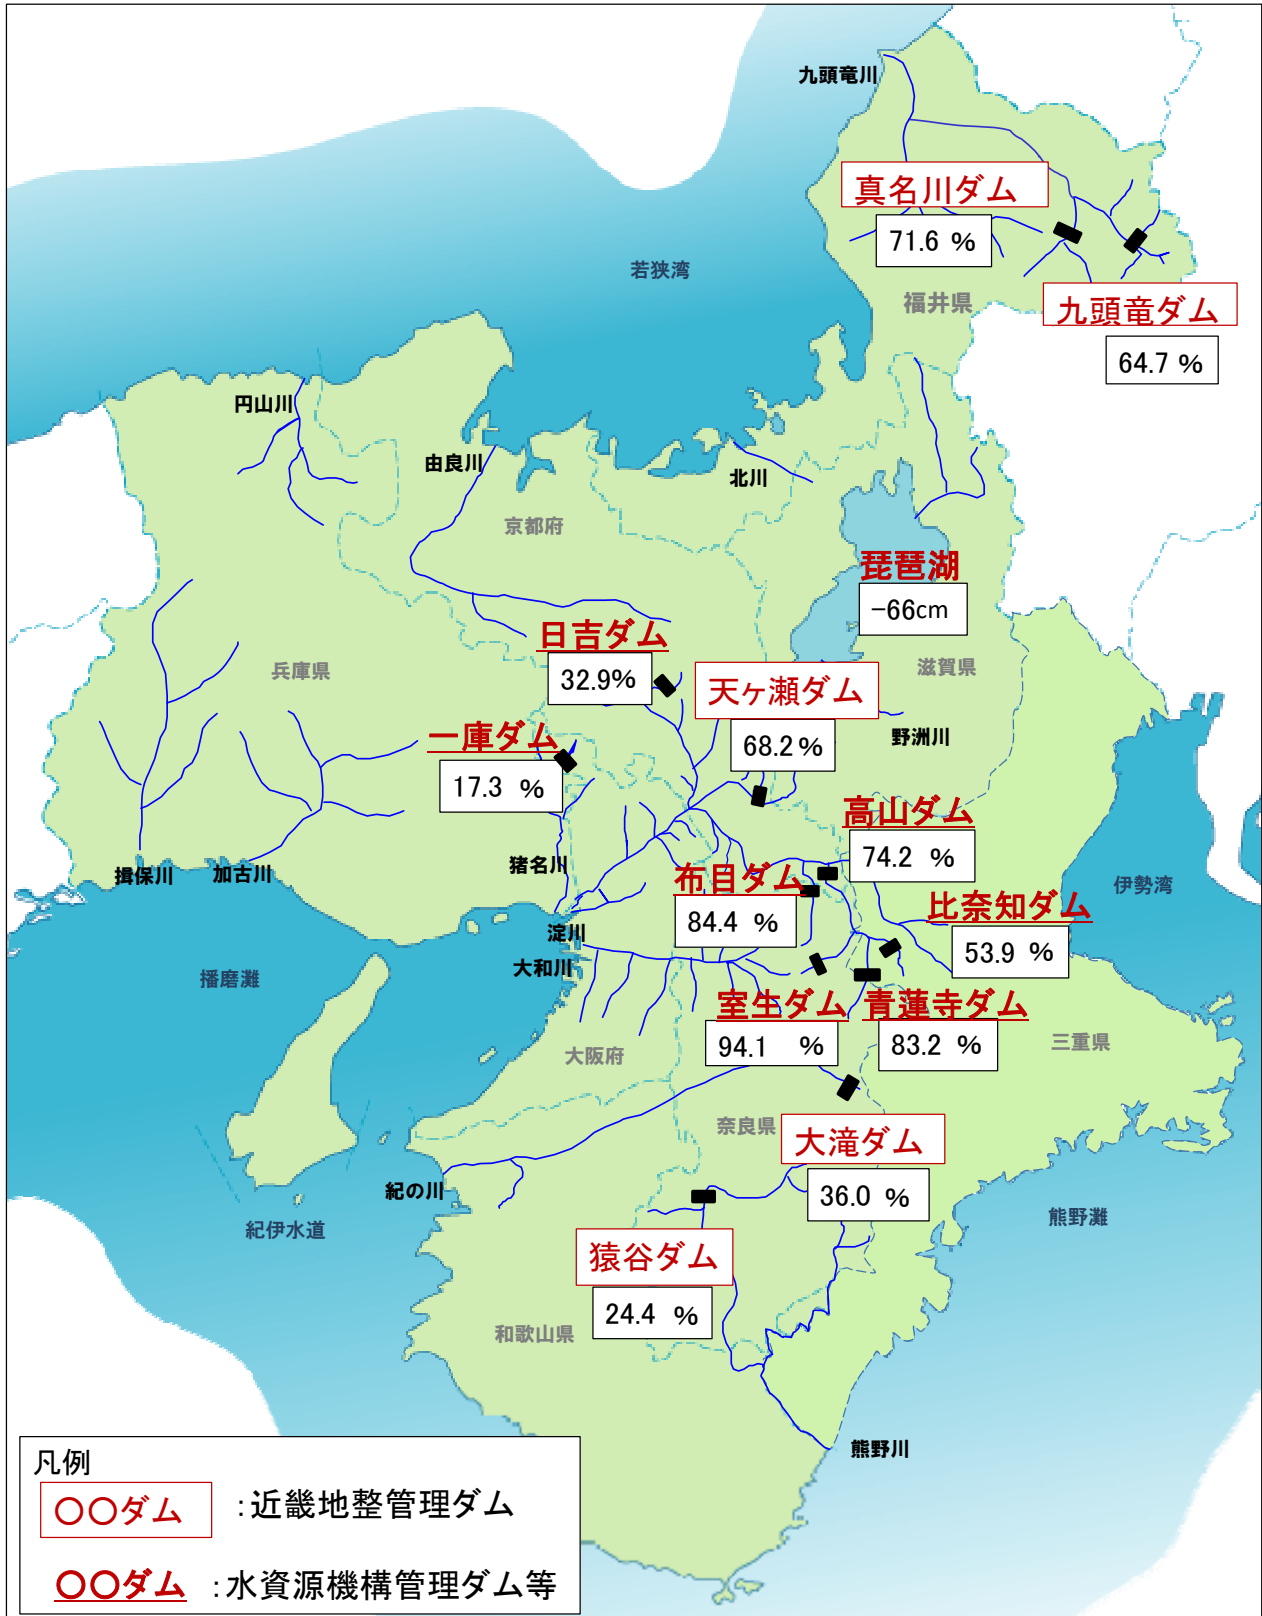 九頭竜川
真名川ダム
71.6 %
若狭湾
福井県
九頭竜ダム
64.7 %
円山川
由良川
北川
京都府
琵琶湖
−66cm
日吉ダム
32.9%
兵庫県
滋賀県
天ヶ瀬ダム
68.2 %
野洲川
一庫ダム
17.3 %
高山ダム
74.2 %
猪名川
揖保川
加古川
布目ダム
84.4 %
伊勢湾
比奈知ダム
53.9 %
淀川
大和川
播磨灘
室生ダム
94.1 %
青蓮寺ダム
83.2 %
大阪府
三重県
奈良県
大滝ダム
36.0 %
紀の川
紀伊水道
熊野灘
猿谷ダム
24.4 %
和歌山県
熊野川
凡例
〇〇ダム :近畿地整管理ダム
〇〇ダム :水資源機構管理ダム等